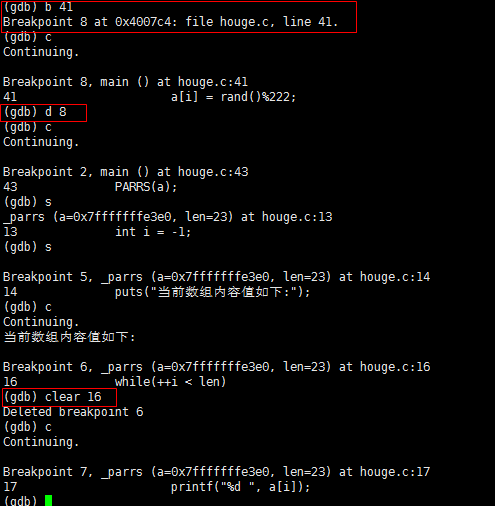 (gdb) b 41
Breakpoint 8 at 0x4007c4: file houge.c, line 41.
(gdb) c
Continuing.
Breakpoint 8, main () at houge.c:41
41 a[i] = rand()%222;
(gdb) d 8
(gdb) c
Continuing.
Breakpoint 2, main () at houge.c:43
43 PARRS(a);
(gdb) s
_parrs (a=0x7fffffffe3e0, len=23) at houge.c:13
13 int i = -1;
(gdb) s
Breakpoint 5, _parrs (a=0x7fffffffe3e0, len=23) at houge.c:14
14 puts("当前数组内容值如下:");
(gdb) c
Continuing.
当前数组内容值如下:
Breakpoint 6, _parrs (a=0x7fffffffe3e0, len=23) at houge.c:16
16 while(++i < len)
(gdb) clear 16
Deleted breakpoint 6
(gdb) c
Continuing.
Breakpoint 7, _parrs (a=0x7fffffffe3e0, len=23) at houge.c:17
17 printf("%d ", a[i]);
(gdb)